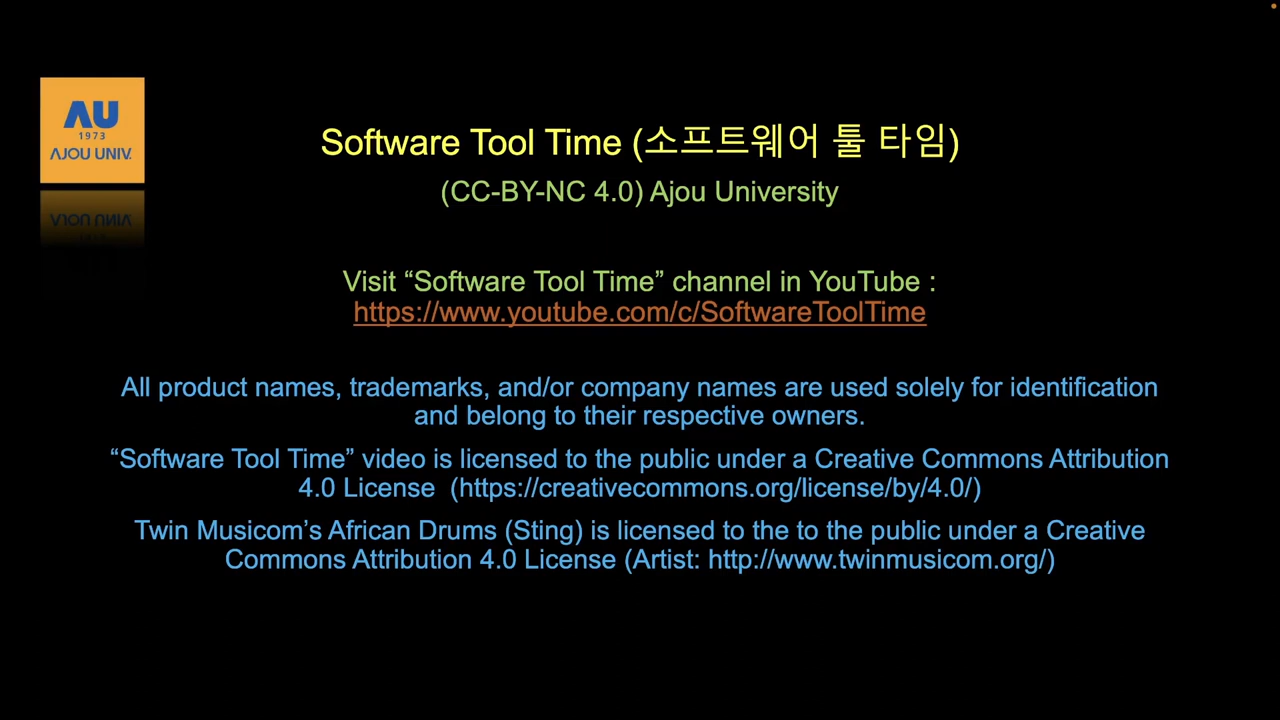 AU
1973
AJOU UNIV.
Software Tool Time (소프트웨어 툴 타임)
(CC-BY-NC 4.0) Ajou University
Visit “Software Tool Time” channel in YouTube :
https://www.youtube.com/c/SoftwareToolTime
All product names, trademarks, and/or company names are used solely for identification
and belong to their respective owners.
“Software Tool Time” video is licensed to the public under a Creative Commons Attribution
4.0 License  (https://creativecommons.org/license/by/4.0/)
Twin Musicom’s African Drums (Sting) is licensed to the to the public under a Creative
Commons Attribution 4.0 License (Artist: http://www.twinmusicom.org/)